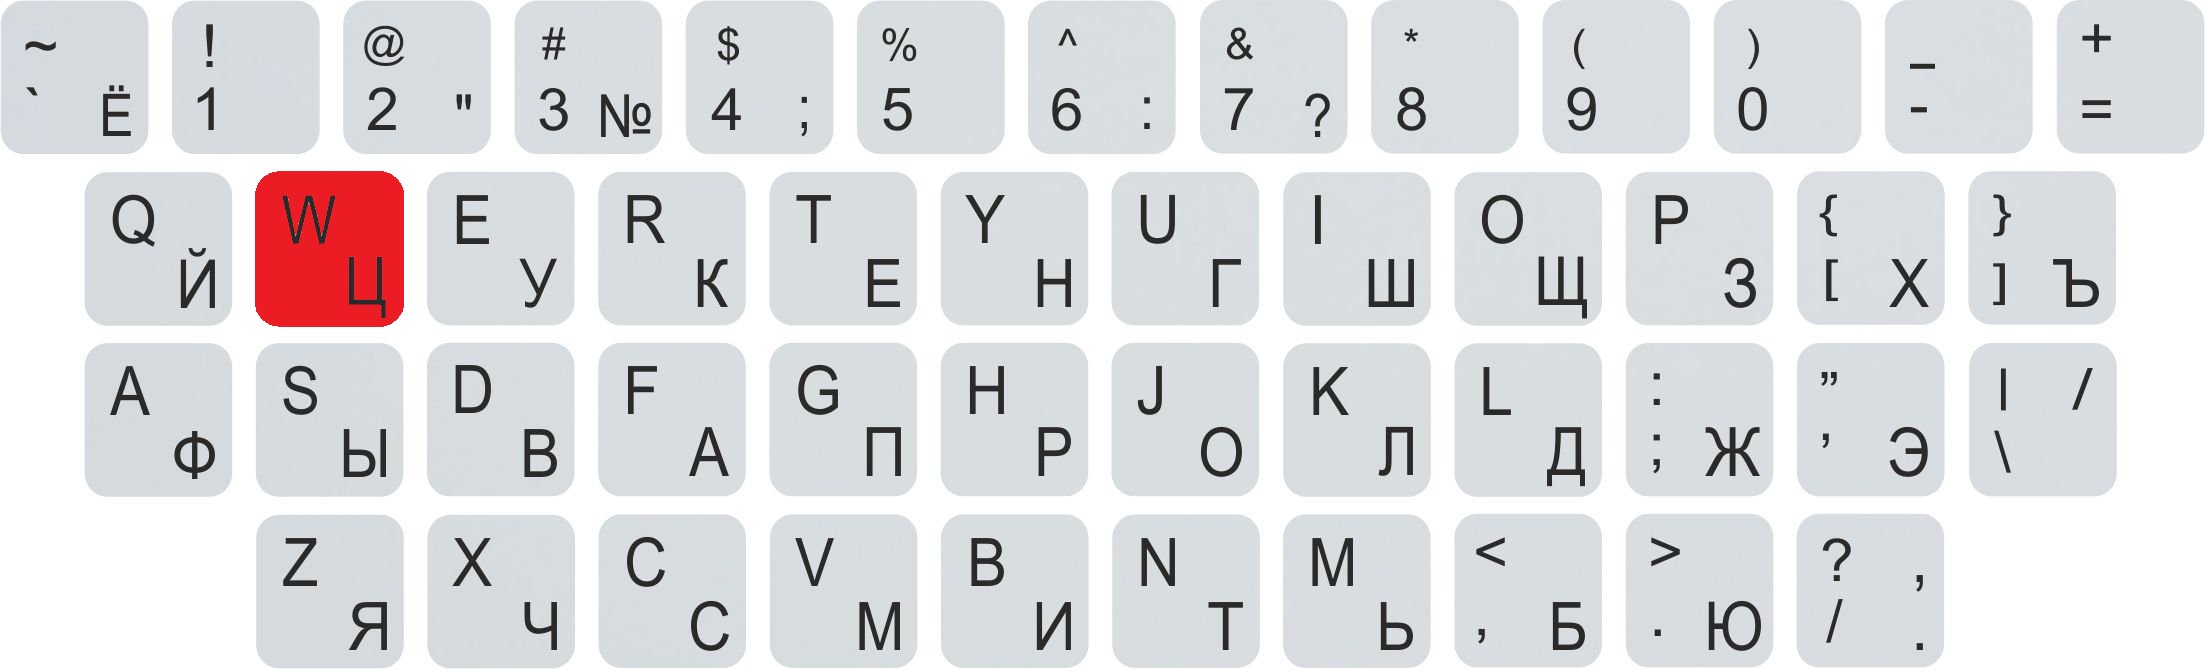 ~ ! @ # $ % ^ & * ( ) _ +
` Ё 1 2 " 3 № 4 ; 5 6 : 7 ? 8 9 0 - =
Q W E R T Y U I O P { }
Й Ц У К Е Н Г Ш Щ З [ Х ] Ъ
A S D F G H J K L : ” | /
Ф Ы В А П Р О Л Д ; Ж ’ Э \
Z X C V B N M < > ? ,
Я Ч С М И Т Ь , Б . Ю / .